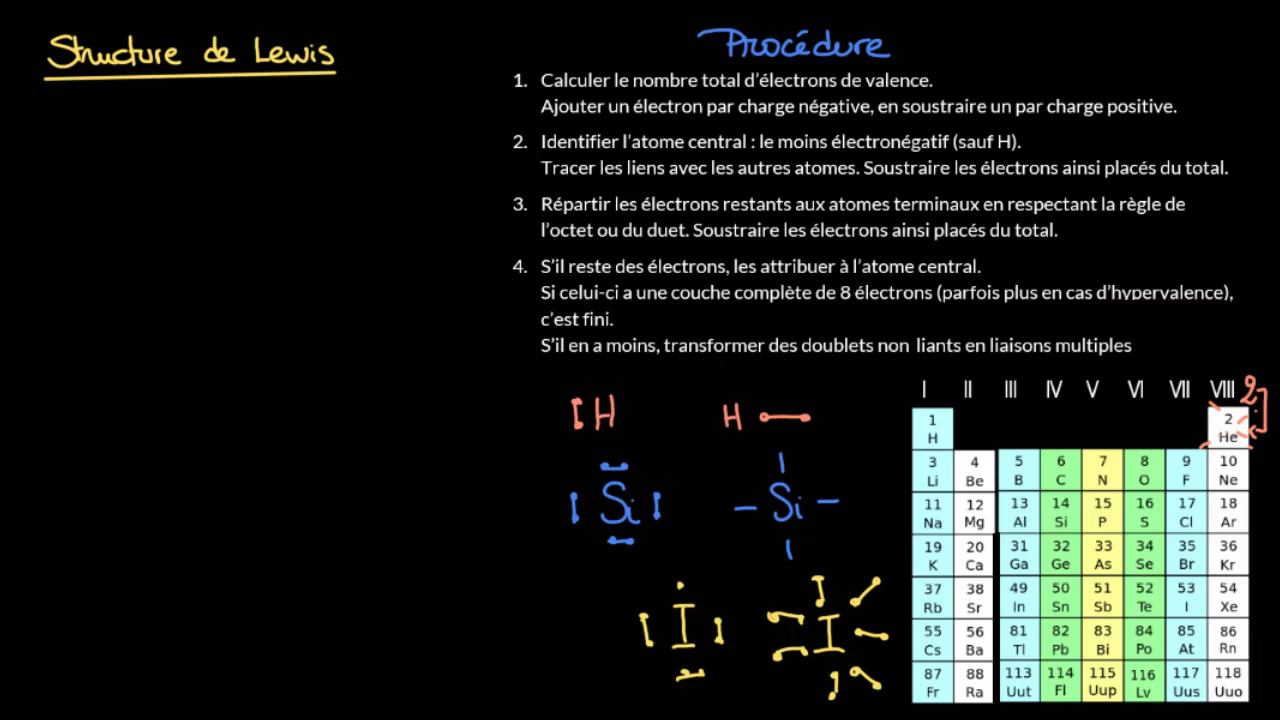 Structure de Lewis
Procédure
1. Calculer le nombre total d'électrons de valence.
Ajouter un électron par charge négative, en soustraire un par charge positive.
2. Identifier l'atome central : le moins électronégatif (sauf H).
Tracer les liens avec les autres atomes. Soustraire les électrons ainsi placés du total.
3. Répartir les électrons restants aux atomes terminaux en respectant la règle de
l'octet ou du duet. Soustraire les électrons ainsi placés du total.
4. S'il reste des électrons, les attribuer à l'atome central.
Si celui-ci a une couche complète de 8 électrons (parfois plus en cas d'hypervalence),
c'est fini.
S'il en a moins, transformer des doublets non liants en liaisons multiples
H H
Si Si
I I
I II III IV V VI VII VIII 2
1 2
H He
3 4 5 6 7 8 9 10
Li Be B C N O F Ne
11 12 13 14 15 16 17 18
Na Mg Al Si P S Cl Ar
19 20 31 32 33 34 35 36
K Ca Ga Ge As Se Br Kr
37 38 49 50 51 52 53 54
Rb Sr In Sn Sb Te I Xe
55 56 81 82 83 84 85 86
Cs Ba Tl Pb Bi Po At Rn
87 88 113 114 115 116 117 118
Fr Ra Uut Fl Uup Lv Uus Uuo